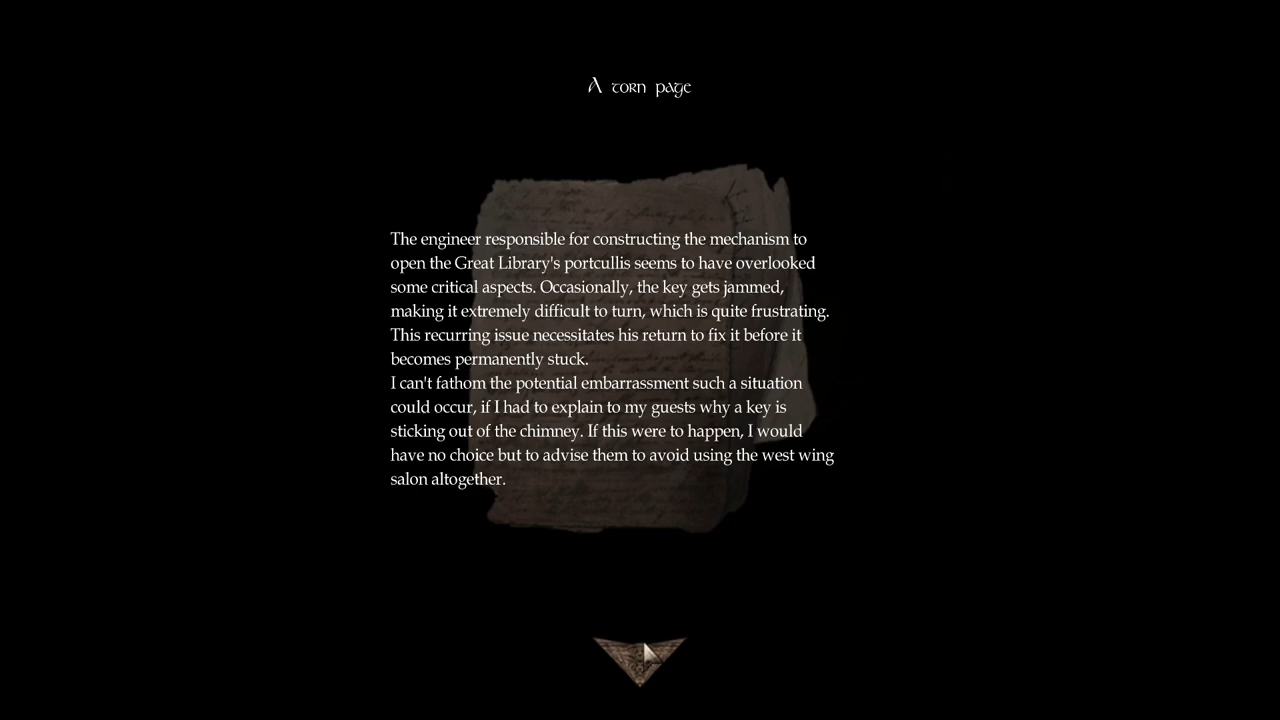 A torn page
The engineer responsible for constructing the mechanism to
open the Great Library's portcullis seems to have overlooked
some critical aspects. Occasionally, the key gets jammed,
making it extremely difficult to turn, which is quite frustrating.
This recurring issue necessitates his return to fix it before it
becomes permanently stuck.
I can't fathom the potential embarrassment such a situation
could occur, if I had to explain to my guests why a key is
sticking out of the chimney. If this were to happen, I would
have no choice but to advise them to avoid using the west wing
salon altogether.